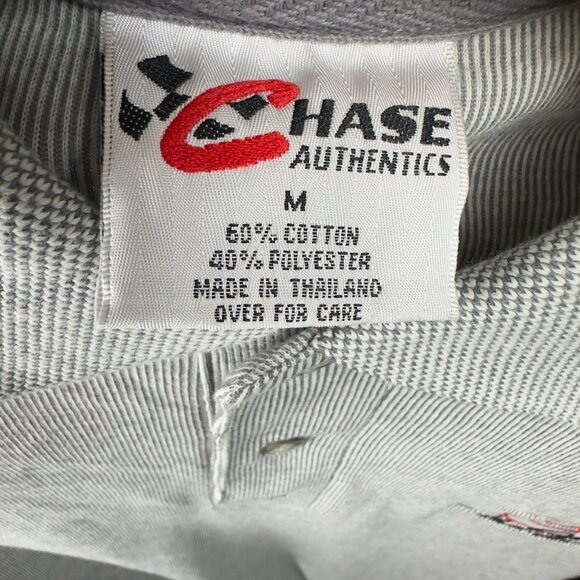 CHASE
AUTHENTICS
M
60% COTTON
40% POLYESTER
MADE IN THAILAND
OVER FOR CARE